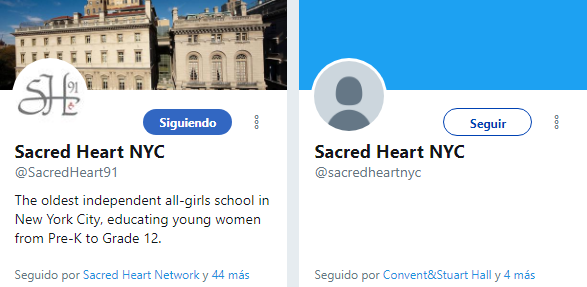 SH 91
Siguiendo
Sacred Heart NYC
@SacredHeart91
The oldest independent all-girls school in
New York City, educating young women
from Pre-K to Grade 12.
Seguido por Sacred Heart Network y 44 más
Seguir
Sacred Heart NYC
@sacredheartnyc
Seguido por Convent&Stuart Hall y 4 más